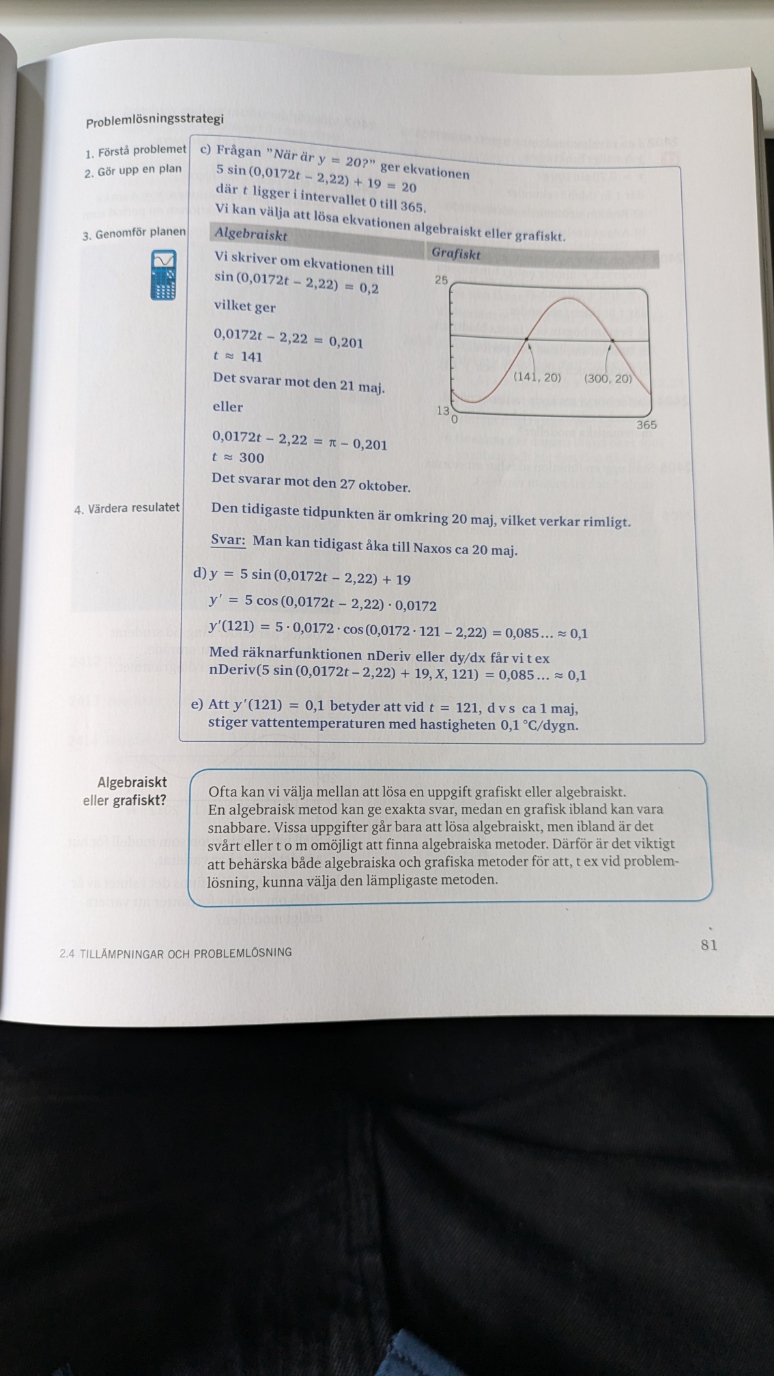 Problemlösningsstrategi
1. Förstå problemet
2. Gör upp en plan
c) Frågan "När är y = 20?" ger ekvationen
5 sin (0,0172t – 2,22) + 19 = 20
där t ligger i intervallet 0 till 365.
Vi kan välja att lösa ekvationen algebraiskt eller grafiskt.
3. Genomför planen
Algebraiskt
Vi skriver om ekvationen till
sin (0,0172t – 2,22) = 0,2
vilket ger
0,0172t – 2,22 = 0,201
t ≈ 141
Det svarar mot den 21 maj.
eller
0,0172t – 2,22 = π – 0,201
t ≈ 300
Det svarar mot den 27 oktober.
Grafiskt
25
(141, 20) (300, 20)
13
0
365
4. Värdera resulatet
Den tidigaste tidpunkten är omkring 20 maj, vilket verkar rimligt.
Svar: Man kan tidigast åka till Naxos ca 20 maj.
d) y = 5 sin (0,0172t – 2,22) + 19
y′ = 5 cos (0,0172t – 2,22) · 0,0172
y′(121) = 5 · 0,0172 · cos (0,0172 · 121 – 2,22) = 0,085... ≈ 0,1
Med räknarfunktionen nDeriv eller dy/dx får vi t ex
nDeriv(5 sin (0,0172t – 2,22) + 19, X, 121) = 0,085... ≈ 0,1
e) Att y′(121) = 0,1 betyder att vid t = 121, d v s ca 1 maj,
stiger vattentemperaturen med hastigheten 0,1 °C/dygn.
Algebraiskt
eller grafiskt?
Ofta kan vi välja mellan att lösa en uppgift grafiskt eller algebraiskt.
En algebraisk metod kan ge exakta svar, medan en grafisk ibland kan vara
snabbare. Vissa uppgifter går bara att lösa algebraiskt, men ibland är det
svårt eller t o m omöjligt att finna algebraiska metoder. Därför är det viktigt
att behärska både algebraiska och grafiska metoder för att, t ex vid problem-
lösning, kunna välja den lämpligaste metoden.
2.4 TILLÄMPNINGAR OCH PROBLEMLÖSNING
81